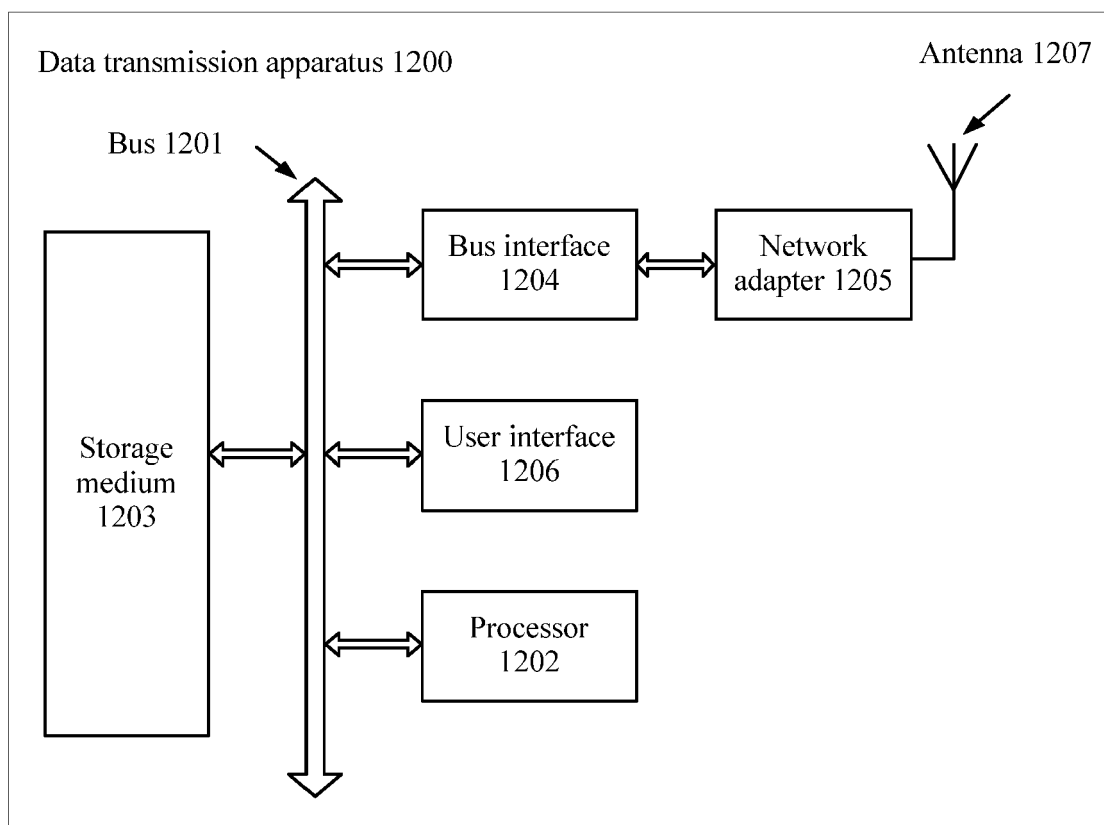 Data transmission apparatus 1200
Antenna 1207
Bus 1201
Bus interface
1204
Network
adapter 1205
Storage
medium
1203
User interface
1206
Processor
1202